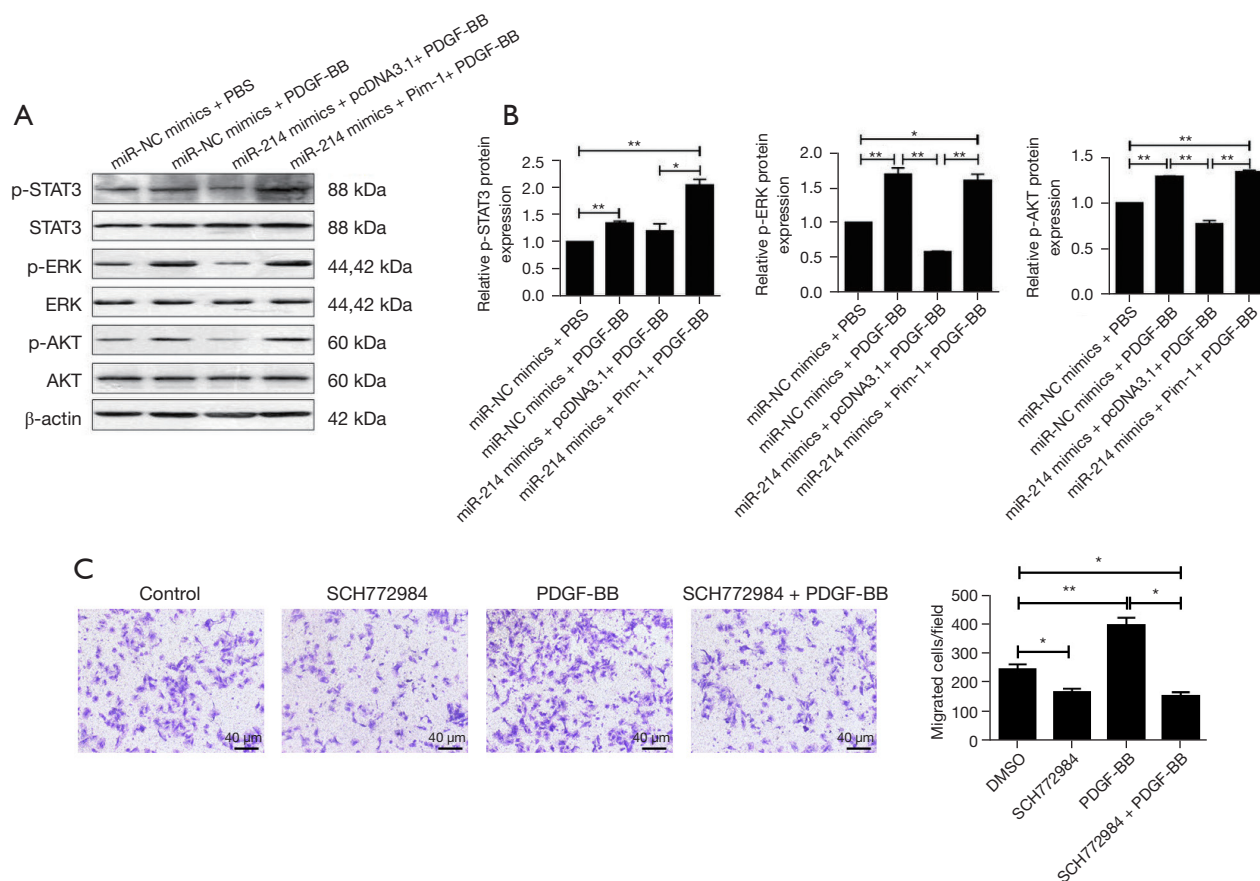 A
miR-NC mimics + PBS
miR-NC mimics + PDGF-BB
miR-214 mimics + pcDNA3.1+ PDGF-BB
miR-214 mimics + Pim-1+ PDGF-BB
p-STAT3 88 kDa
STAT3 88 kDa
p-ERK 44,42 kDa
ERK 44,42 kDa
p-AKT 60 kDa
AKT 60 kDa
β-actin 42 kDa
B
Relative p-STAT3 protein
expression
2.5
2.0
1.5
1.0
0.5
0.0
**
*
**
miR-NC mimics + PBS
miR-NC mimics + PDGF-BB
miR-214 mimics + pcDNA3.1+ PDGF-BB
miR-214 mimics + Pim-1+ PDGF-BB
Relative p-ERK protein
expression
2.0
1.5
1.0
0.5
0.0
*
** ** **
miR-NC mimics + PBS
miR-NC mimics + PDGF-BB
miR-214 mimics + pcDNA3.1+ PDGF-BB
miR-214 mimics + Pim-1+ PDGF-BB
Relative p-AKT protein
expression
1.5
1.0
0.5
0.0
**
** ** **
miR-NC mimics + PBS
miR-NC mimics + PDGF-BB
miR-214 mimics + pcDNA3.1+ PDGF-BB
miR-214 mimics + Pim-1+ PDGF-BB
C
Control SCH772984 PDGF-BB SCH772984 + PDGF-BB
40 μm 40 μm 40 μm 40 μm
Migrated cells/field
500
400
300
200
100
0
*
** *
*
DMSO
SCH772984
PDGF-BB
SCH772984 + PDGF-BB